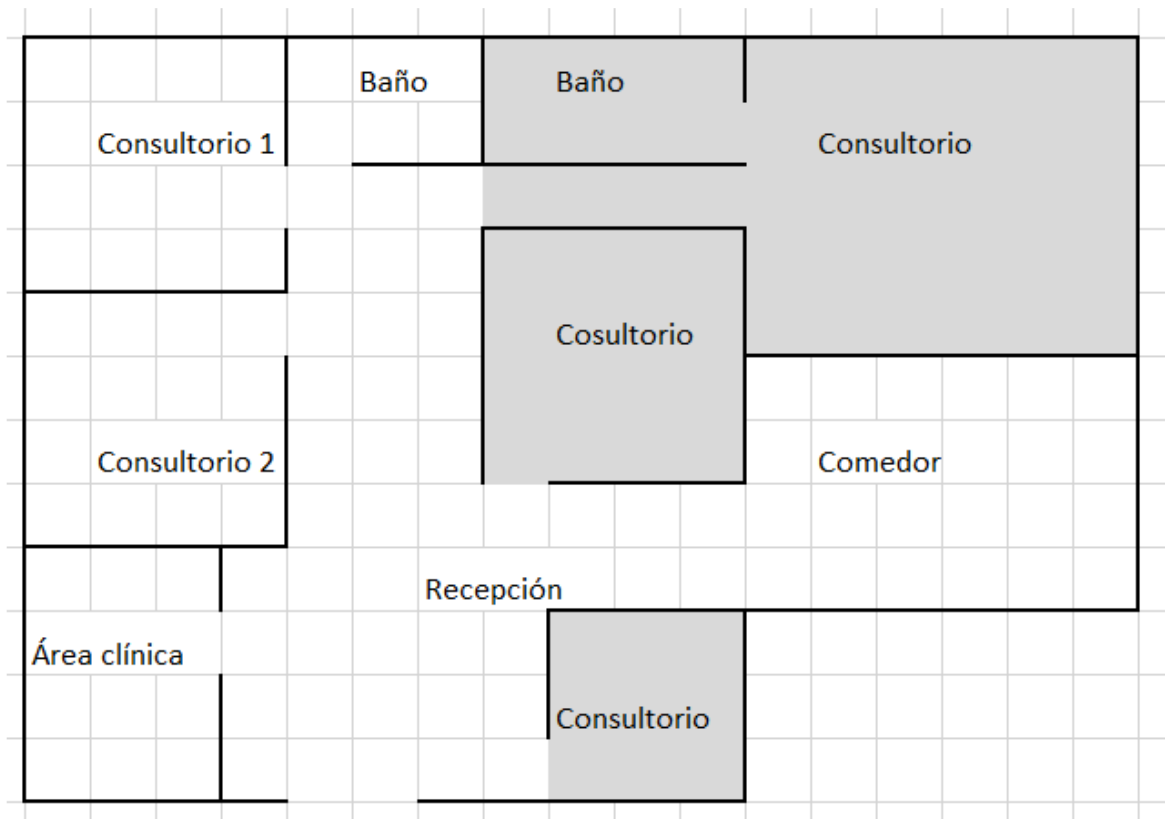 Baño
Baño
Consultorio 1
Consultorio
Cosultorio
Consultorio 2
Comedor
Recepción
Área clínica
Consultorio